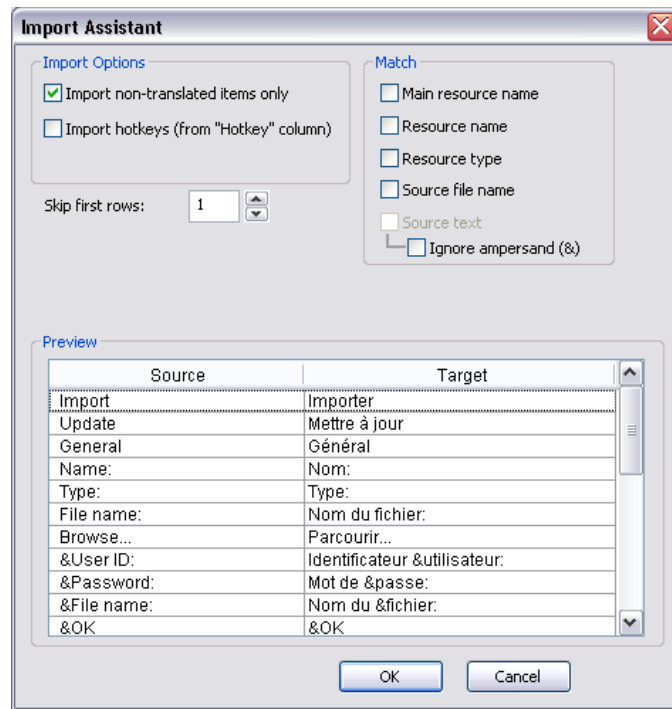 Import Assistant
Import Options
Import non-translated items only
Import hotkeys (from "Hotkey" column)
Skip first rows: 1
Match
Main resource name
Resource name
Resource type
Source file name
Source text
Ignore ampersand (&)
Preview
Source Target
Import Importer
Update Mettre à jour
General Général
Name: Nom:
Type: Type:
File name: Nom du fichier:
Browse... Parcourir...
&User ID: Identificateur &utilisateur:
&Password: Mot de &passe:
&File name: Nom du &fichier:
&OK &OK
OK Cancel